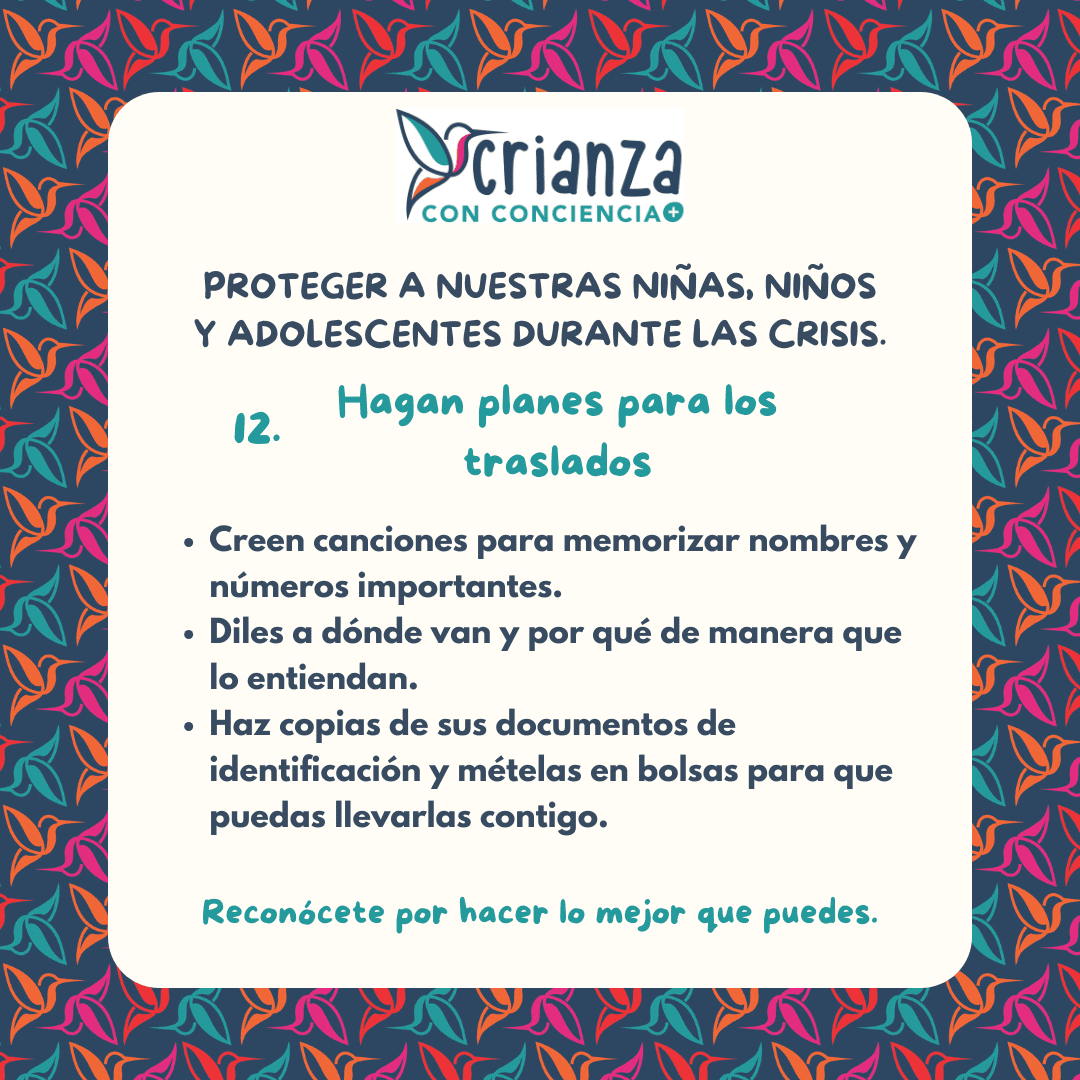 crianza
CON CONCIENCIA+
PROTEGER A NUESTRAS NIÑAS, NIÑOS
Y ADOLESCENTES DURANTE LAS CRISIS.
12. Hagan planes para los
traslados
• Creen canciones para memorizar nombres y
números importantes.
• Diles a dónde van y por qué de manera que
lo entiendan.
• Haz copias de sus documentos de
identificación y mételas en bolsas para que
puedas llevarlas contigo.
Reconócete por hacer lo mejor que puedes.